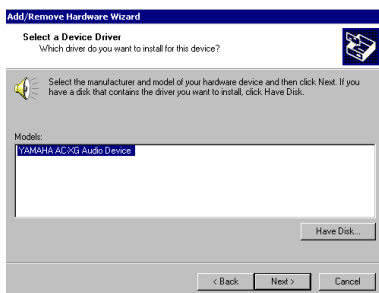 Add/Remove Hardware Wizard
Select a Device Driver
Which driver do you want to install for this device?
Select the manufacturer and model of your hardware device and then click Next. If you
have a disk that contains the driver you want to install, click Have Disk.
Models:
YAMAHA AC-XG Audio Device
Have Disk...
< Back
Next >
Cancel